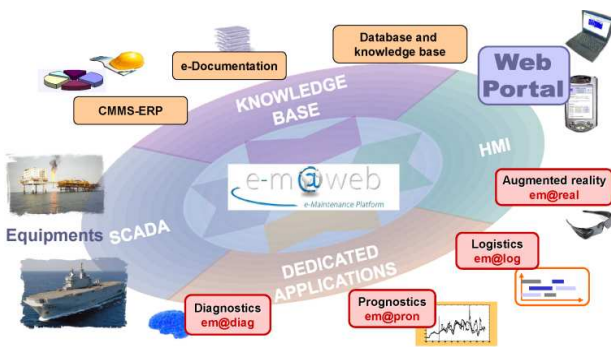 Database and
knowledge base
e-Documentation
CMMS-ERP
Web
Portal
KNOWLEDGE
BASE
HMI
e-m@web
e-Maintenance Platform
Augmented reality
em@real
Equipments
SCADA
Logistics
em@log
DEDICATED
APPLICATIONS
Diagnostics
em@diag
Prognostics
em@pron